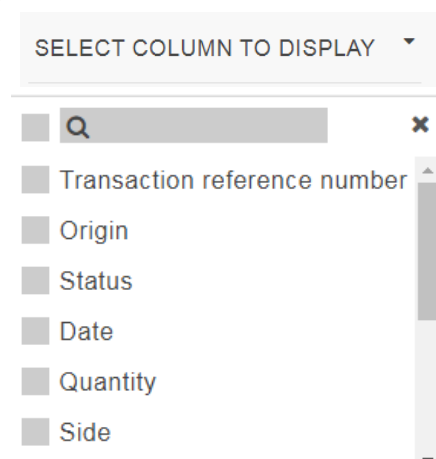 SELECT COLUMN TO DISPLAY
Transaction reference number
Origin
Status
Date
Quantity
Side